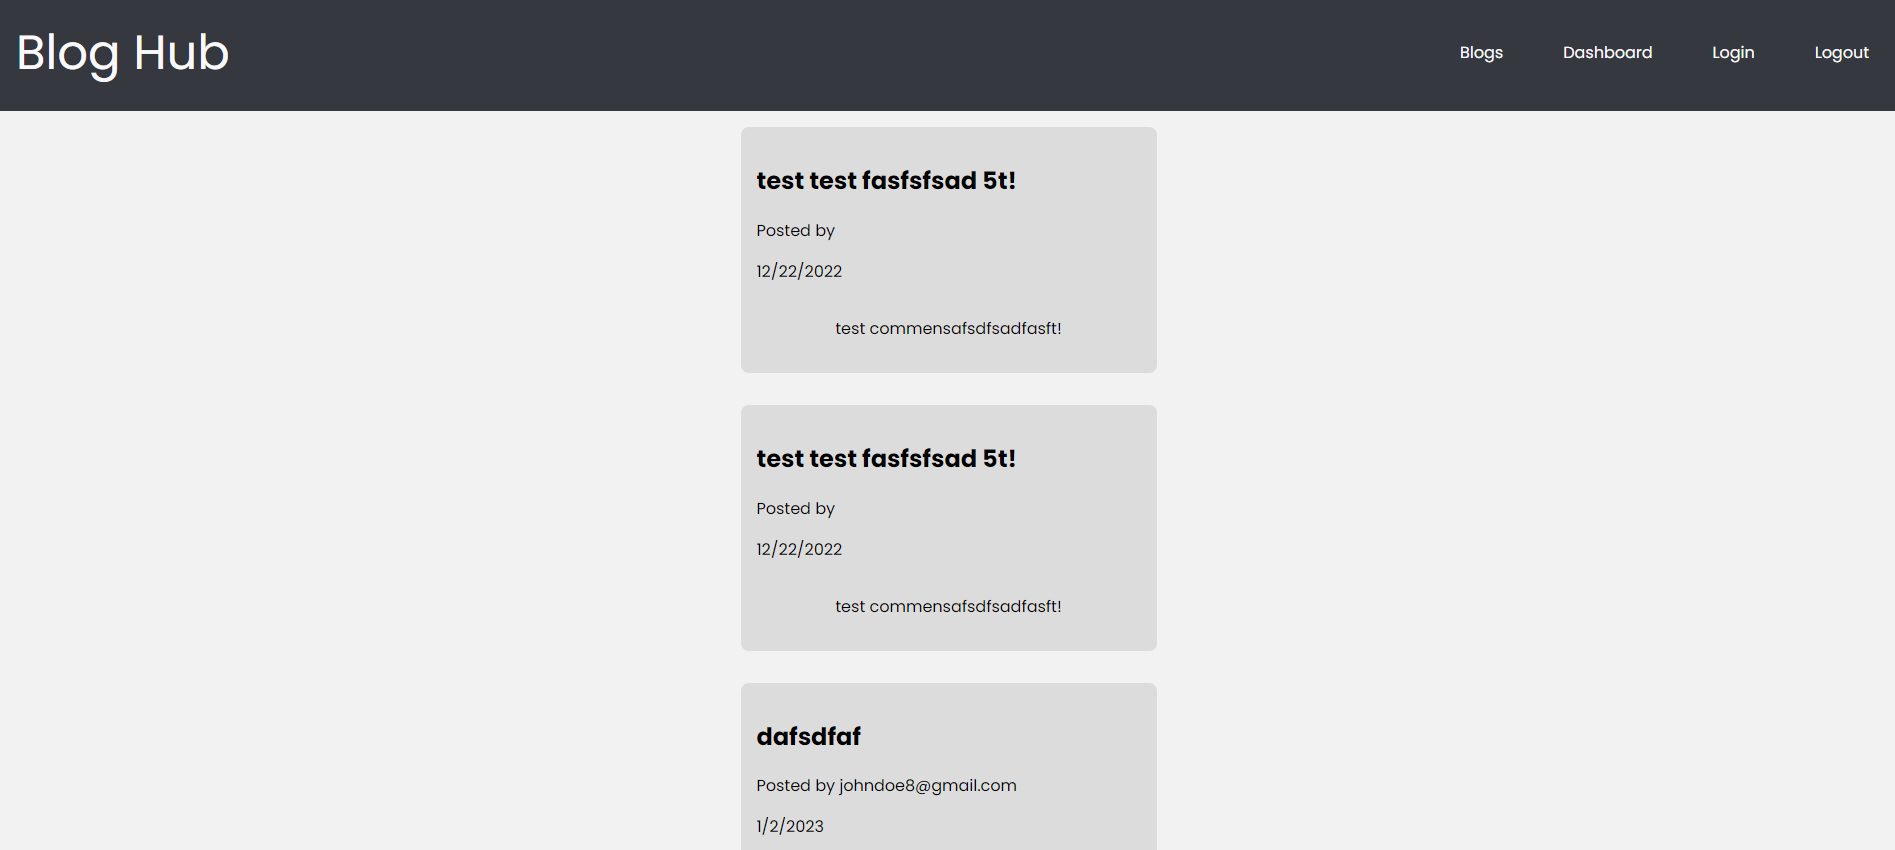 Blog Hub
Blogs Dashboard Login Logout
test test fasfsfsad 5t!
Posted by
12/22/2022
test commensafsdfsadfasft!
test test fasfsfsad 5t!
Posted by
12/22/2022
test commensafsdfsadfasft!
dafsdfaf
Posted by johndoe8@gmail.com
1/2/2023